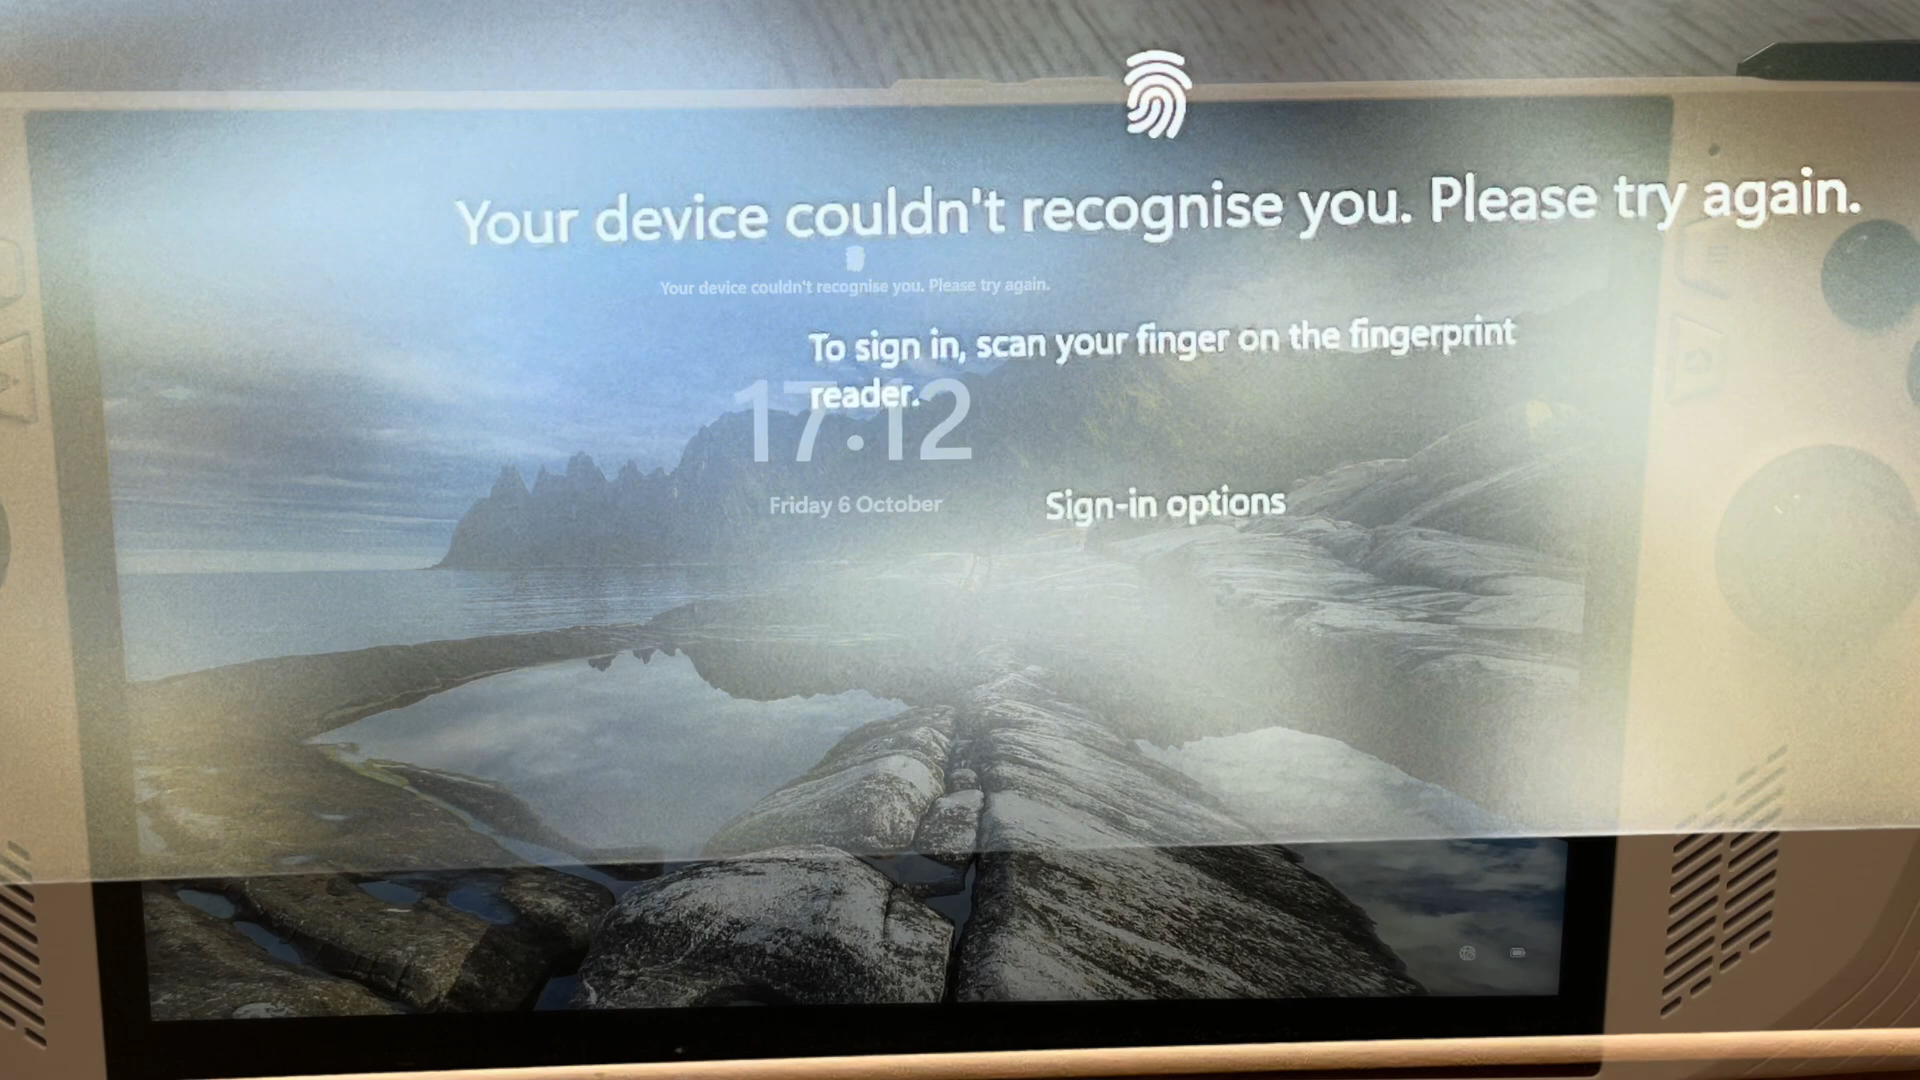 Your device couldn't recognise you. Please try again.
Your device couldn't recognise you. Please try again.
To sign in, scan your finger on the fingerprint
reader.
17:12
Friday 6 October
Sign-in options